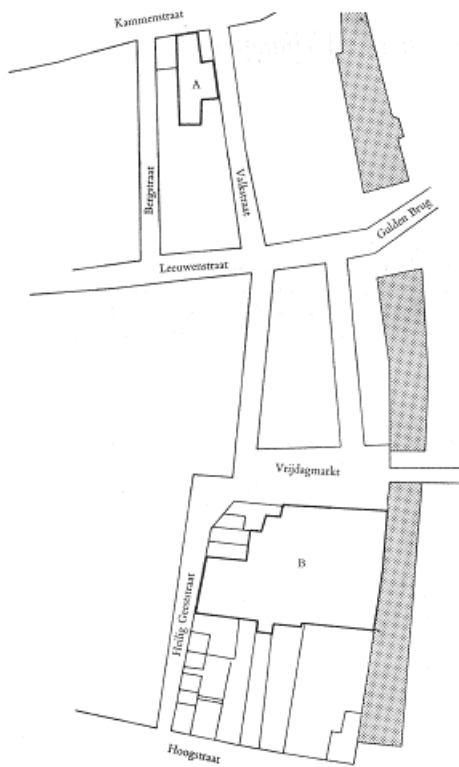 Kammenstraat
A
Bergstraat
Valkstraat
Gulden Brug
Leeuwenstraat
Vrijdagmarkt
B
Heilig Geeststraat
Hoogstraat